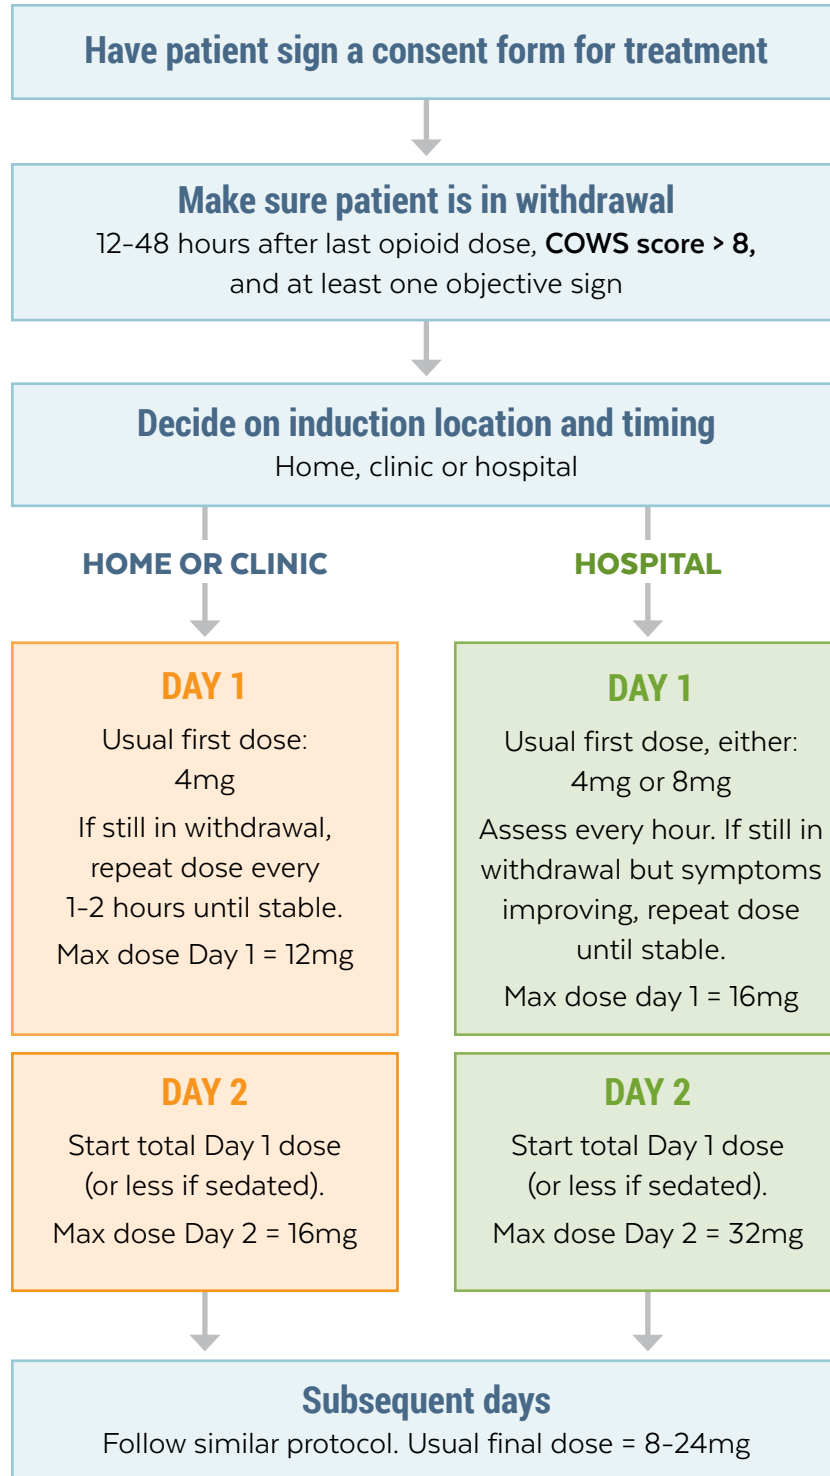 Have patient sign a consent form for treatment
Make sure patient is in withdrawal
12-48 hours after last opioid dose, COWS score > 8,
and at least one objective sign
Decide on induction location and timing
Home, clinic or hospital
HOME OR CLINIC
DAY 1
Usual first dose:
4mg
If still in withdrawal,
repeat dose every
1-2 hours until stable.
Max dose Day 1 = 12mg
DAY 2
Start total Day 1 dose
(or less if sedated).
Max dose Day 2 = 16mg
HOSPITAL
DAY 1
Usual first dose, either:
4mg or 8mg
Assess every hour. If still in
withdrawal but symptoms
improving, repeat dose
until stable.
Max dose day 1 = 16mg
DAY 2
Start total Day 1 dose
(or less if sedated).
Max dose Day 2 = 32mg
Subsequent days
Follow similar protocol. Usual final dose = 8-24mg